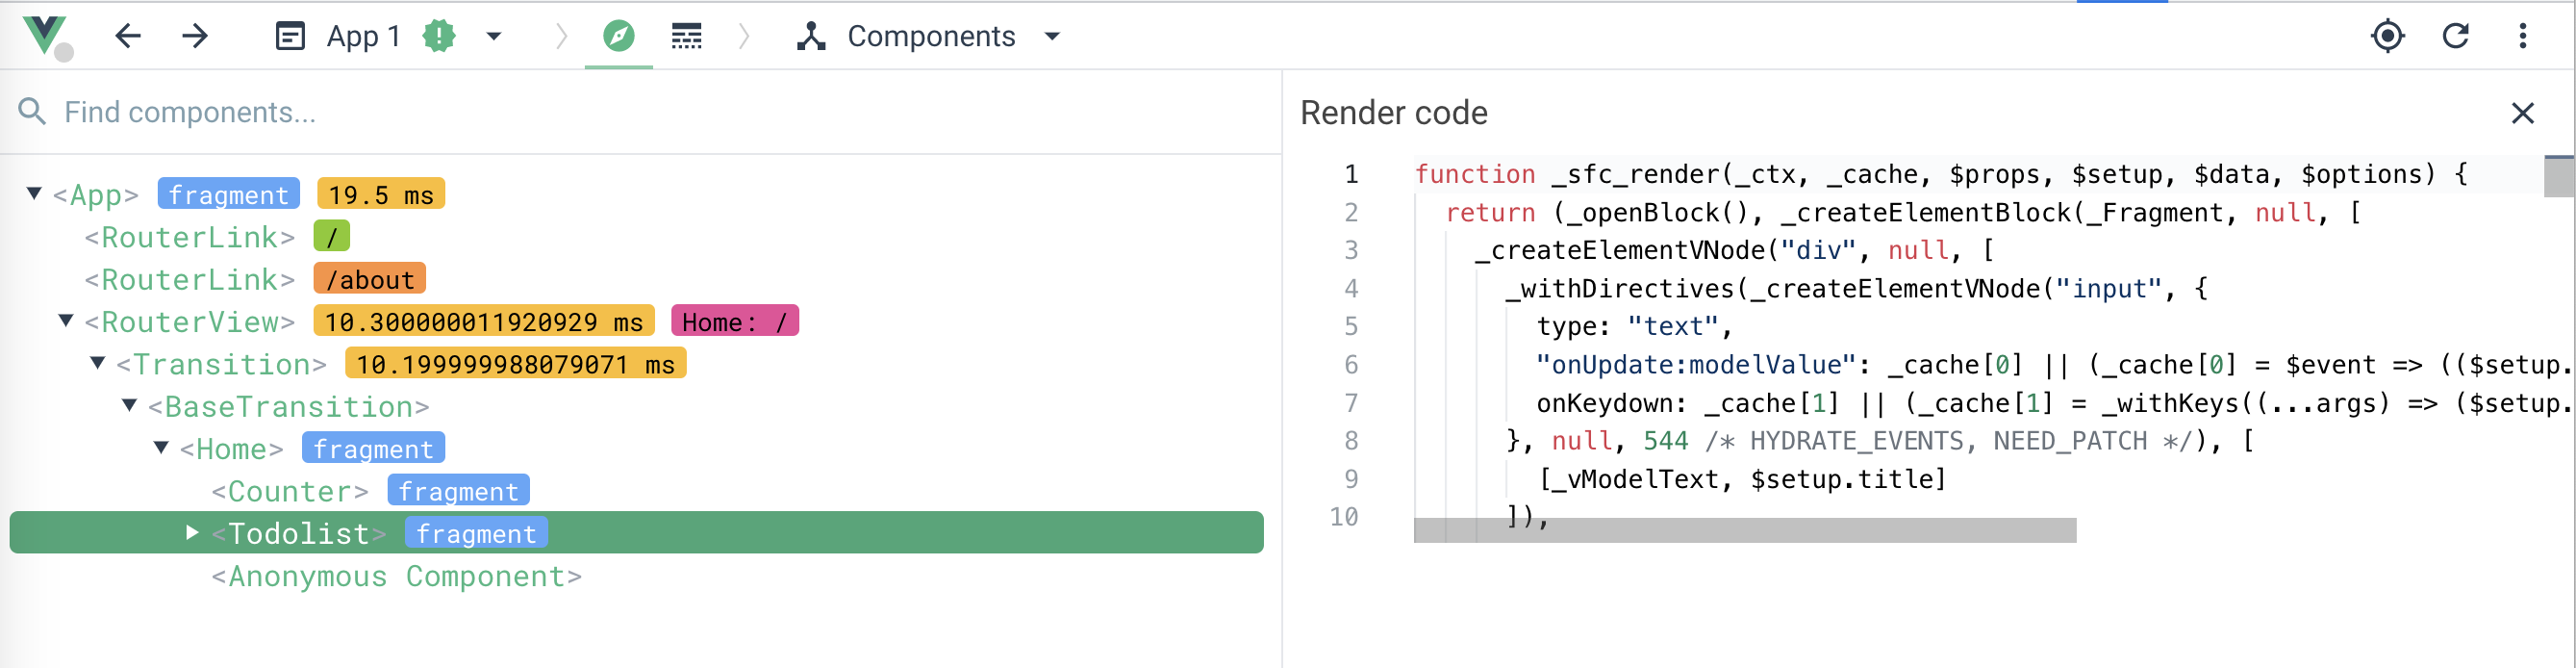 App 1 Components
Find components...
<App> fragment 19.5 ms
<RouterLink> /
<RouterLink> /about
<RouterView> 10.300000011920929 ms Home: /
<Transition> 10.199999988079071 ms
<BaseTransition>
<Home> fragment
<Counter> fragment
<Todolist> fragment
<Anonymous Component>
Render code
1 function _sfc_render(_ctx, _cache, $props, $setup, $data, $options) {
2 return (_openBlock(), _createElementBlock(_Fragment, null, [
3 _createElementVNode("div", null, [
4 _withDirectives(_createElementVNode("input", {
5 type: "text",
6 "onUpdate:modelValue": _cache[0] || (_cache[0] = $event => (($setup.
7 onKeydown: _cache[1] || (_cache[1] = _withKeys((...args) => ($setup.
8 }, null, 544 /* HYDRATE_EVENTS, NEED_PATCH */), [
9 [_vModelText, $setup.title]
10 ]),